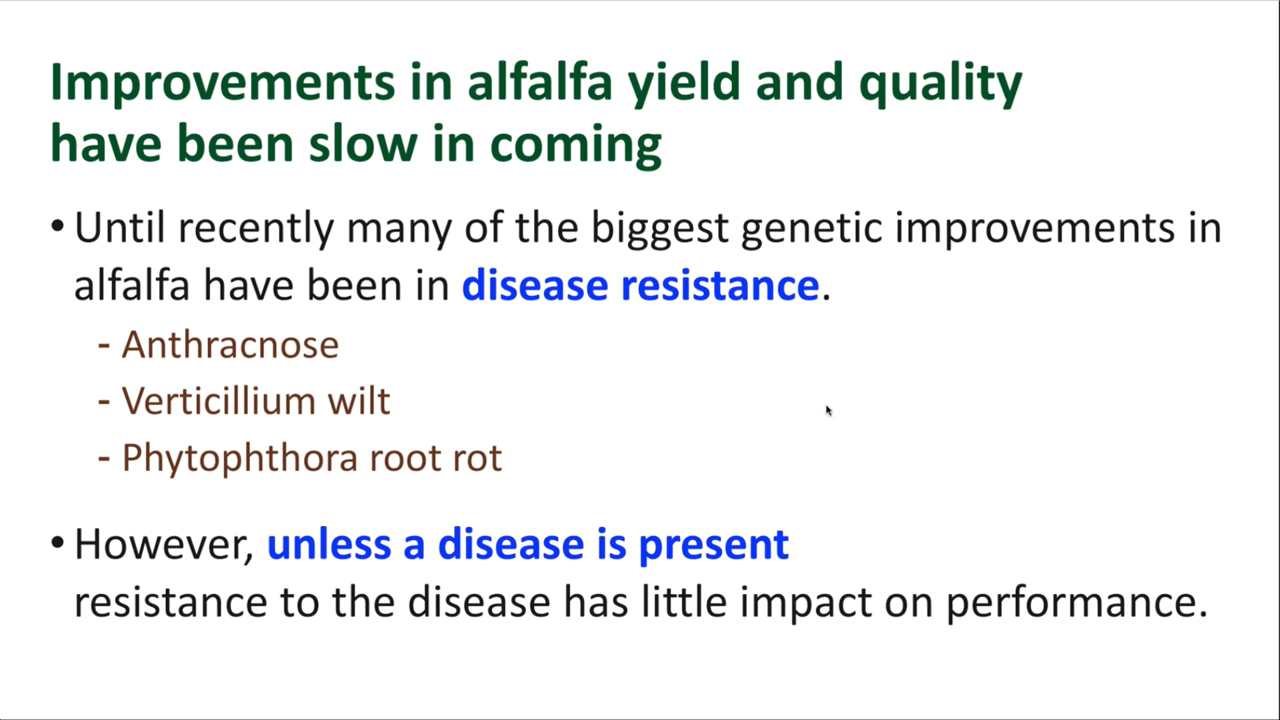 Improvements in alfalfa yield and quality
have been slow in coming
• Until recently many of the biggest genetic improvements in
alfalfa have been in disease resistance.
- Anthracnose
- Verticillium wilt
- Phytophthora root rot
• However, unless a disease is present
resistance to the disease has little impact on performance.